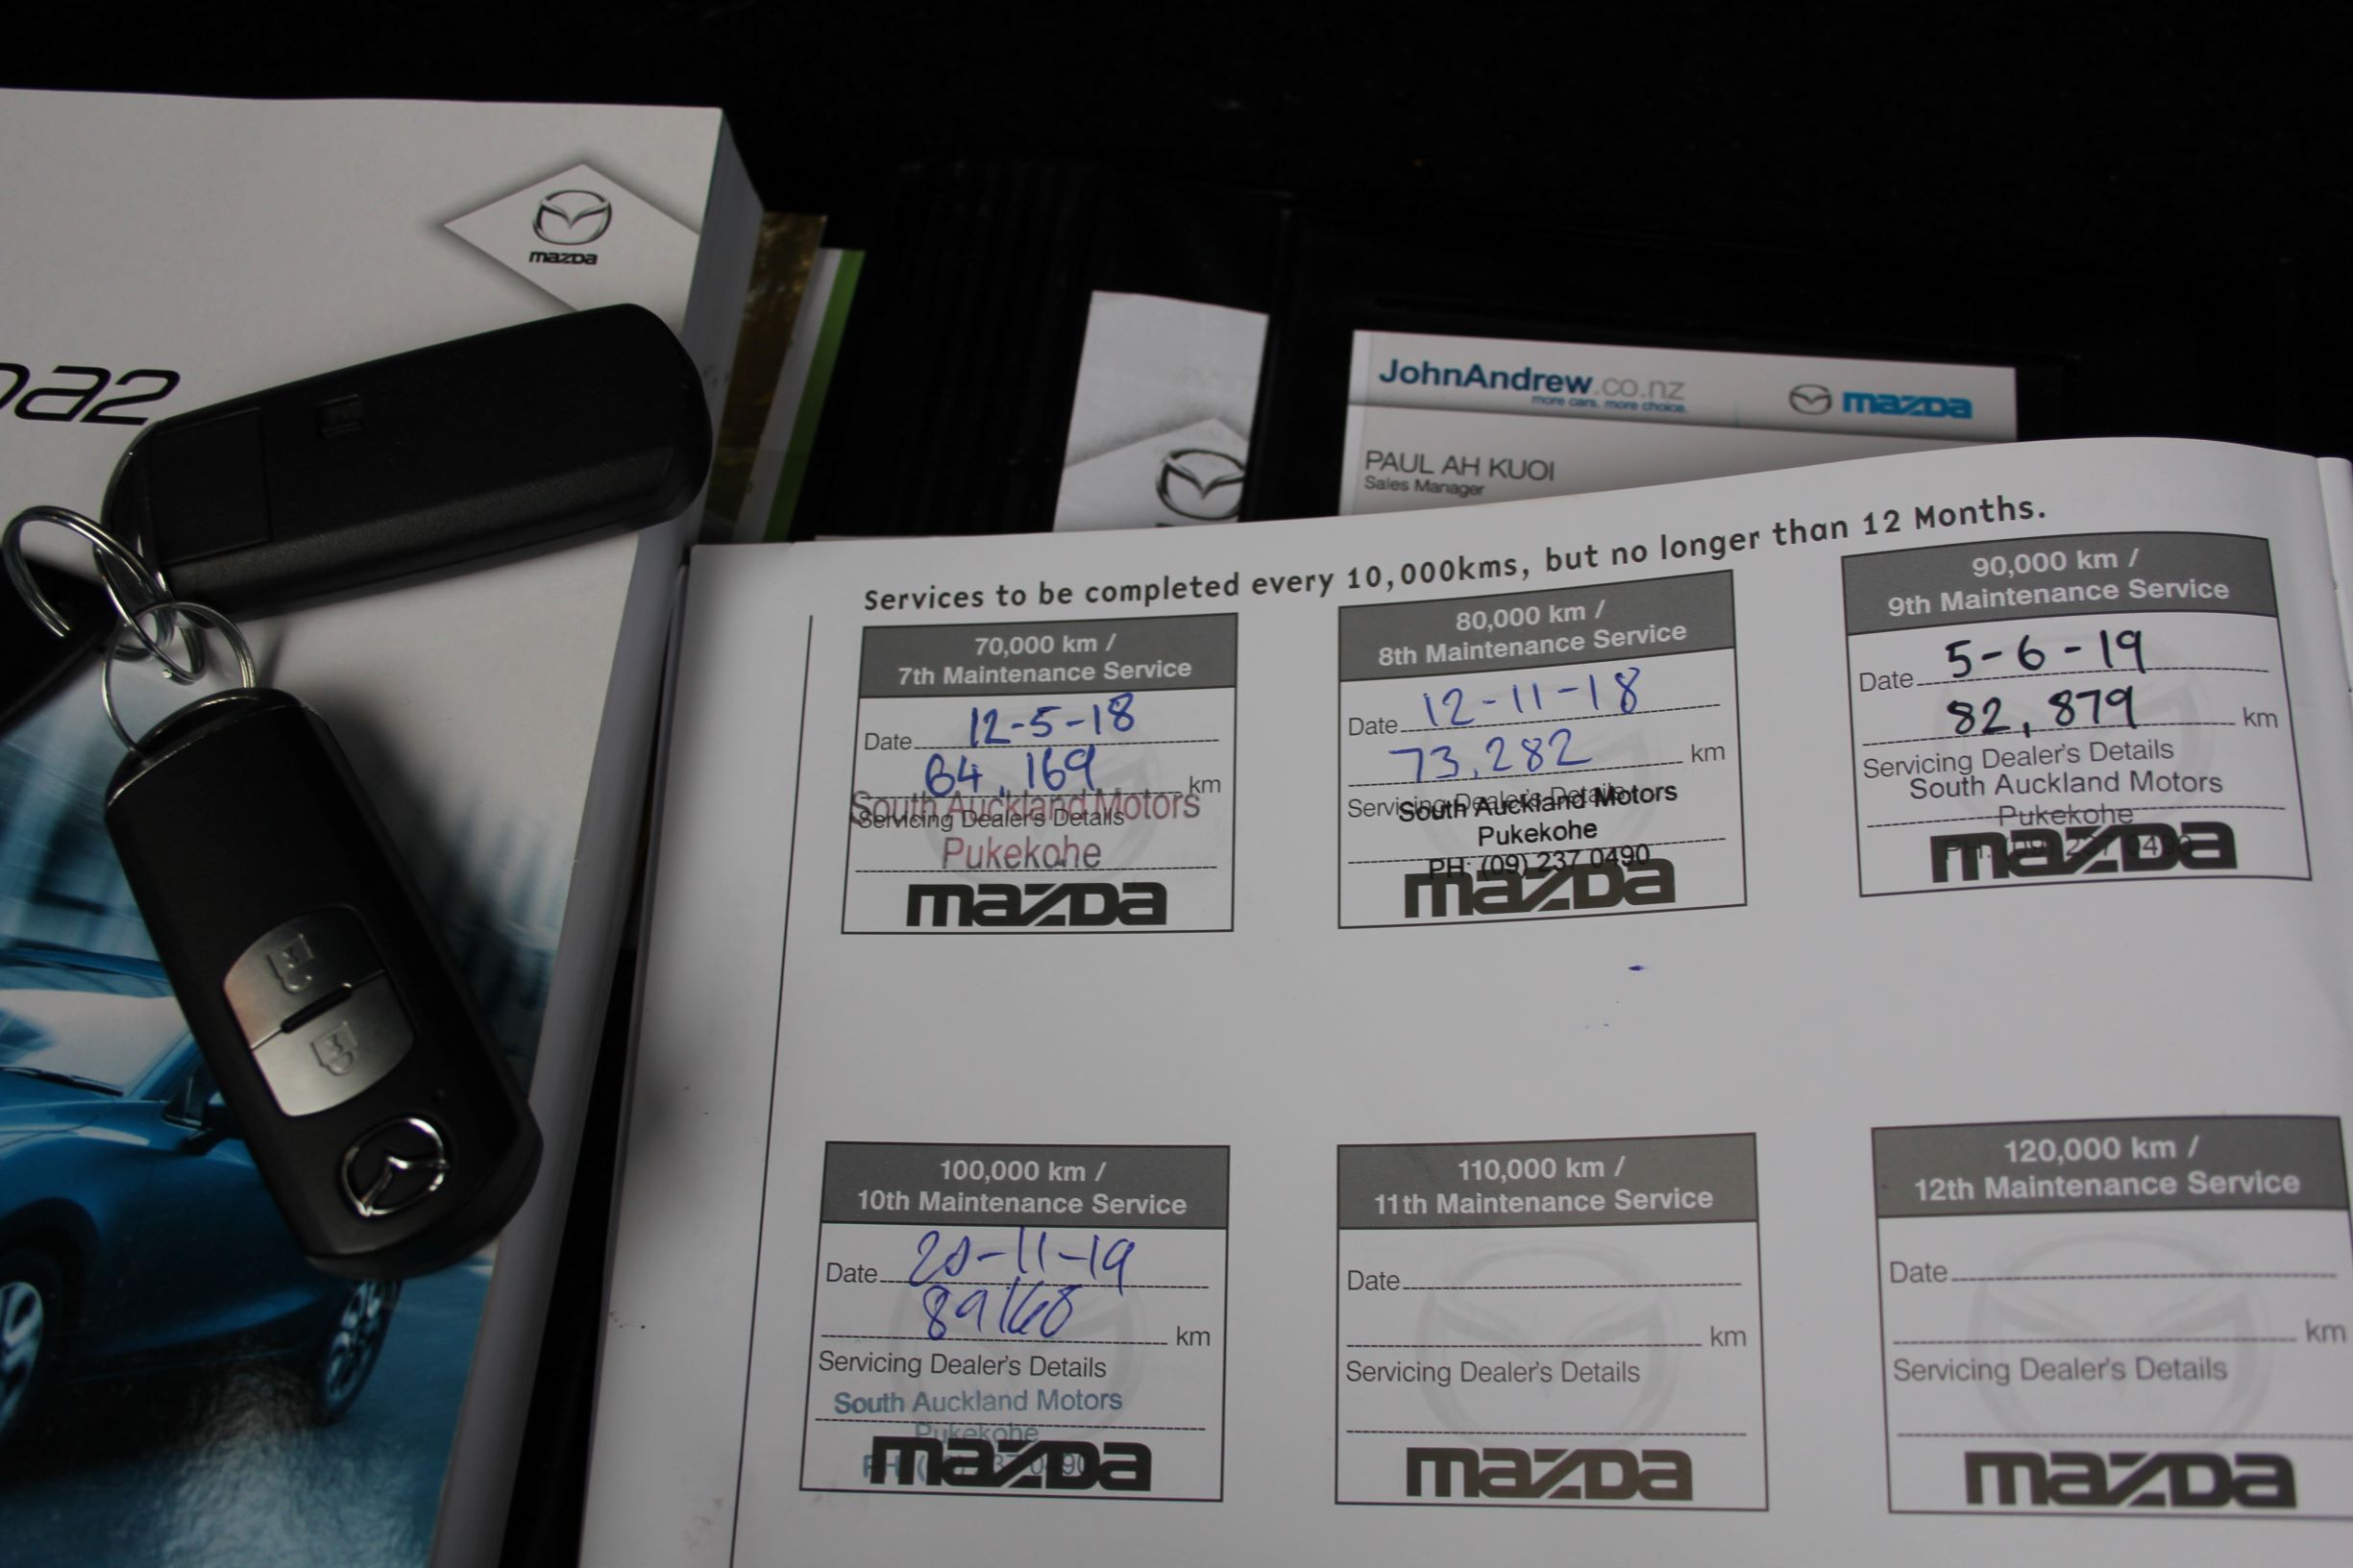 mazda
JohnAndrew.co.nz
more cars. more choice.
mazda
PAUL AH KUOI
Sales Manager
Services to be completed every 10,000kms, but no longer than 12 Months.
70,000 km /
7th Maintenance Service
Date 12-5-18
64,169 km
South Auckland Motors
Servicing Dealer's Details
Pukekohe
mazda
80,000 km /
8th Maintenance Service
Date 12-11-18
73,282 km
Servicing Dealer's Details
South Auckland Motors
Pukekohe
PH: (09) 237 0490
mazda
90,000 km /
9th Maintenance Service
Date 5-6-19
82,879 km
Servicing Dealer's Details
South Auckland Motors
Pukekohe
PH: (09) 237 0490
mazda
100,000 km /
10th Maintenance Service
Date 20-11-19
89160 km
Servicing Dealer's Details
South Auckland Motors
Pukekohe
mazda
110,000 km /
11th Maintenance Service
Date
km
Servicing Dealer's Details
mazda
120,000 km /
12th Maintenance Service
Date
km
Servicing Dealer's Details
mazda